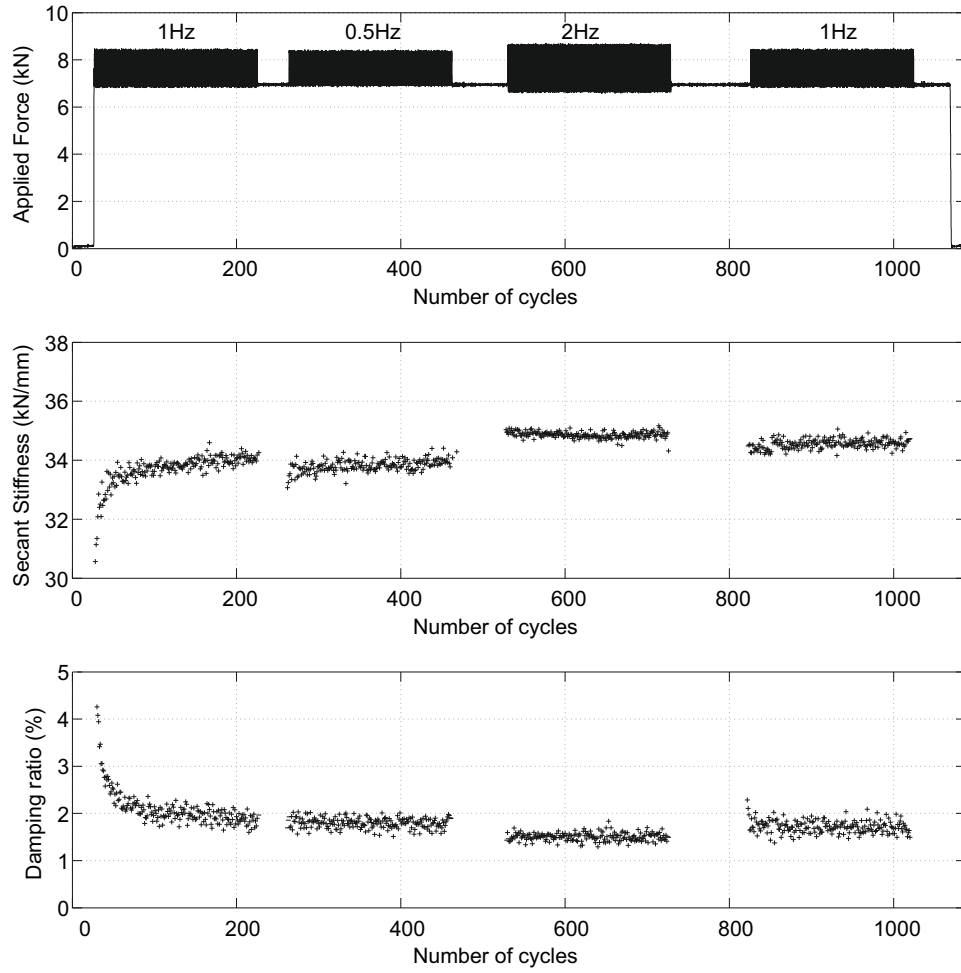 10
8
6
4
2
0
Applied Force (kN)
1Hz
0.5Hz
2Hz
1Hz
0 200 400 600 800 1000
Number of cycles
38
36
34
32
30
Secant Stiffness (kN/mm)
0 200 400 600 800 1000
Number of cycles
5
4
3
2
1
0
Damping ratio (%)
0 200 400 600 800 1000
Number of cycles